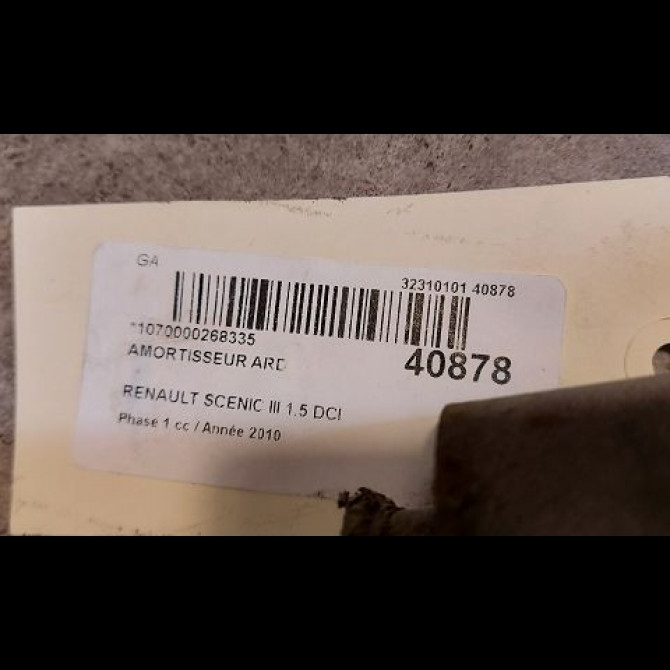 GA
32310101 40878
*1070000268335
40878
AMORTISSEUR ARD
RENAULT SCENIC III 1.5 DCI
Phase 1 cc / Année 2010